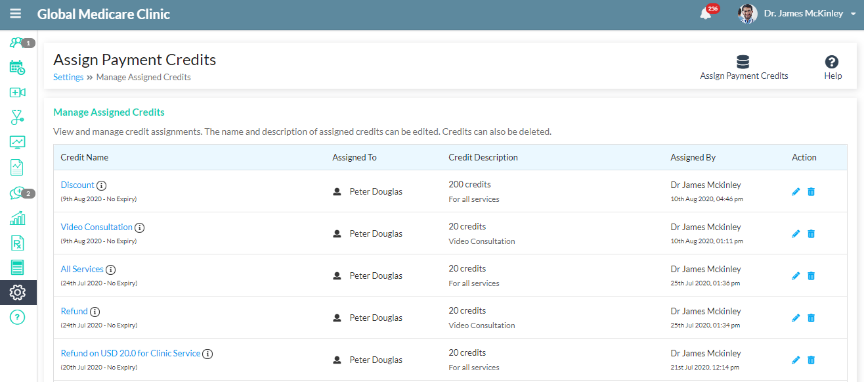 Global Medicare Clinic
256
Dr. James McKinley
1
2
Assign Payment Credits
Settings » Manage Assigned Credits
Assign Payment Credits
Help
Manage Assigned Credits
View and manage credit assignments. The name and description of assigned credits can be edited. Credits can also be deleted.
Credit Name Assigned To Credit Description Assigned By Action
Discount Peter Douglas 200 credits Dr James Mckinley
(9th Aug 2020 - No Expiry) For all services 10th Aug 2020, 04:46 pm
Video Consultation Peter Douglas 20 credits Dr James Mckinley
(9th Aug 2020 - No Expiry) Video Consultation 10th Aug 2020, 01:11 pm
All Services Peter Douglas 20 credits Dr James Mckinley
(24th Jul 2020 - No Expiry) For all services 25th Jul 2020, 01:36 pm
Refund Peter Douglas 20 credits Dr James Mckinley
(24th Jul 2020 - No Expiry) Video Consultation 25th Jul 2020, 01:34 pm
Refund on USD 20.0 for Clinic Service Peter Douglas 20 credits Dr James Mckinley
(20th Jul 2020 - No Expiry) For all services 21st Jul 2020, 12:14 pm